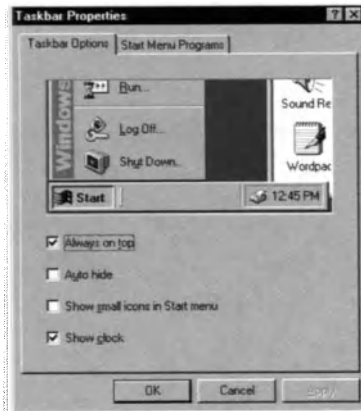 Taskbar Properties
Taskbar Options Start Menu Programs
Windows
Run...
Log Off...
Shut Down...
Sound Re
Wordpad
Start 12:45 PM
Always on top
Auto hide
Show small icons in Start menu
Show clock
OK Cancel Apply